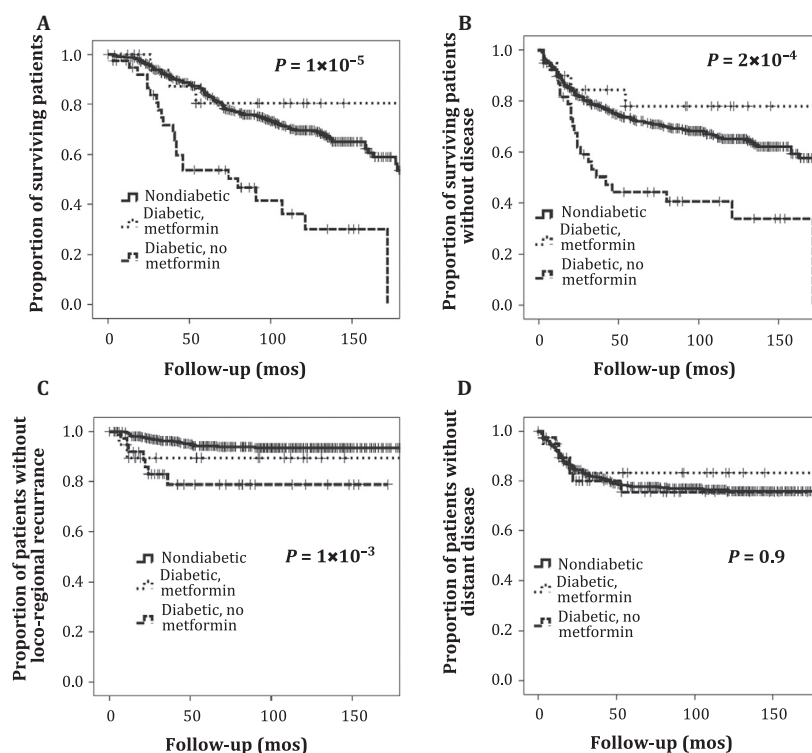 A
Proportion of surviving patients
1.0
0.8
0.6
0.4
0.2
0.0
P = 1×10⁻⁵
Nondiabetic
Diabetic,
metformin
Diabetic, no
metformin
0 50 100 150
Follow-up (mos)
B
Proportion of surviving patients
without disease
1.0
0.8
0.6
0.4
0.2
0.0
P = 2×10⁻⁴
Nondiabetic
Diabetic,
metformin
Diabetic, no
metformin
0 50 100 150
Follow-up (mos)
C
Proportion of patients without
loco-regional recurrance
1.0
0.8
0.6
0.4
0.2
0.0
P = 1×10⁻³
Nondiabetic
Diabetic,
metformin
Diabetic, no
metformin
0 50 100 150
Follow-up (mos)
D
Proportion of patients without
distant disease
1.0
0.8
0.6
0.4
0.2
0.0
P = 0.9
Nondiabetic
Diabetic,
metformin
Diabetic, no
metformin
0 50 100 150
Follow-up (mos)